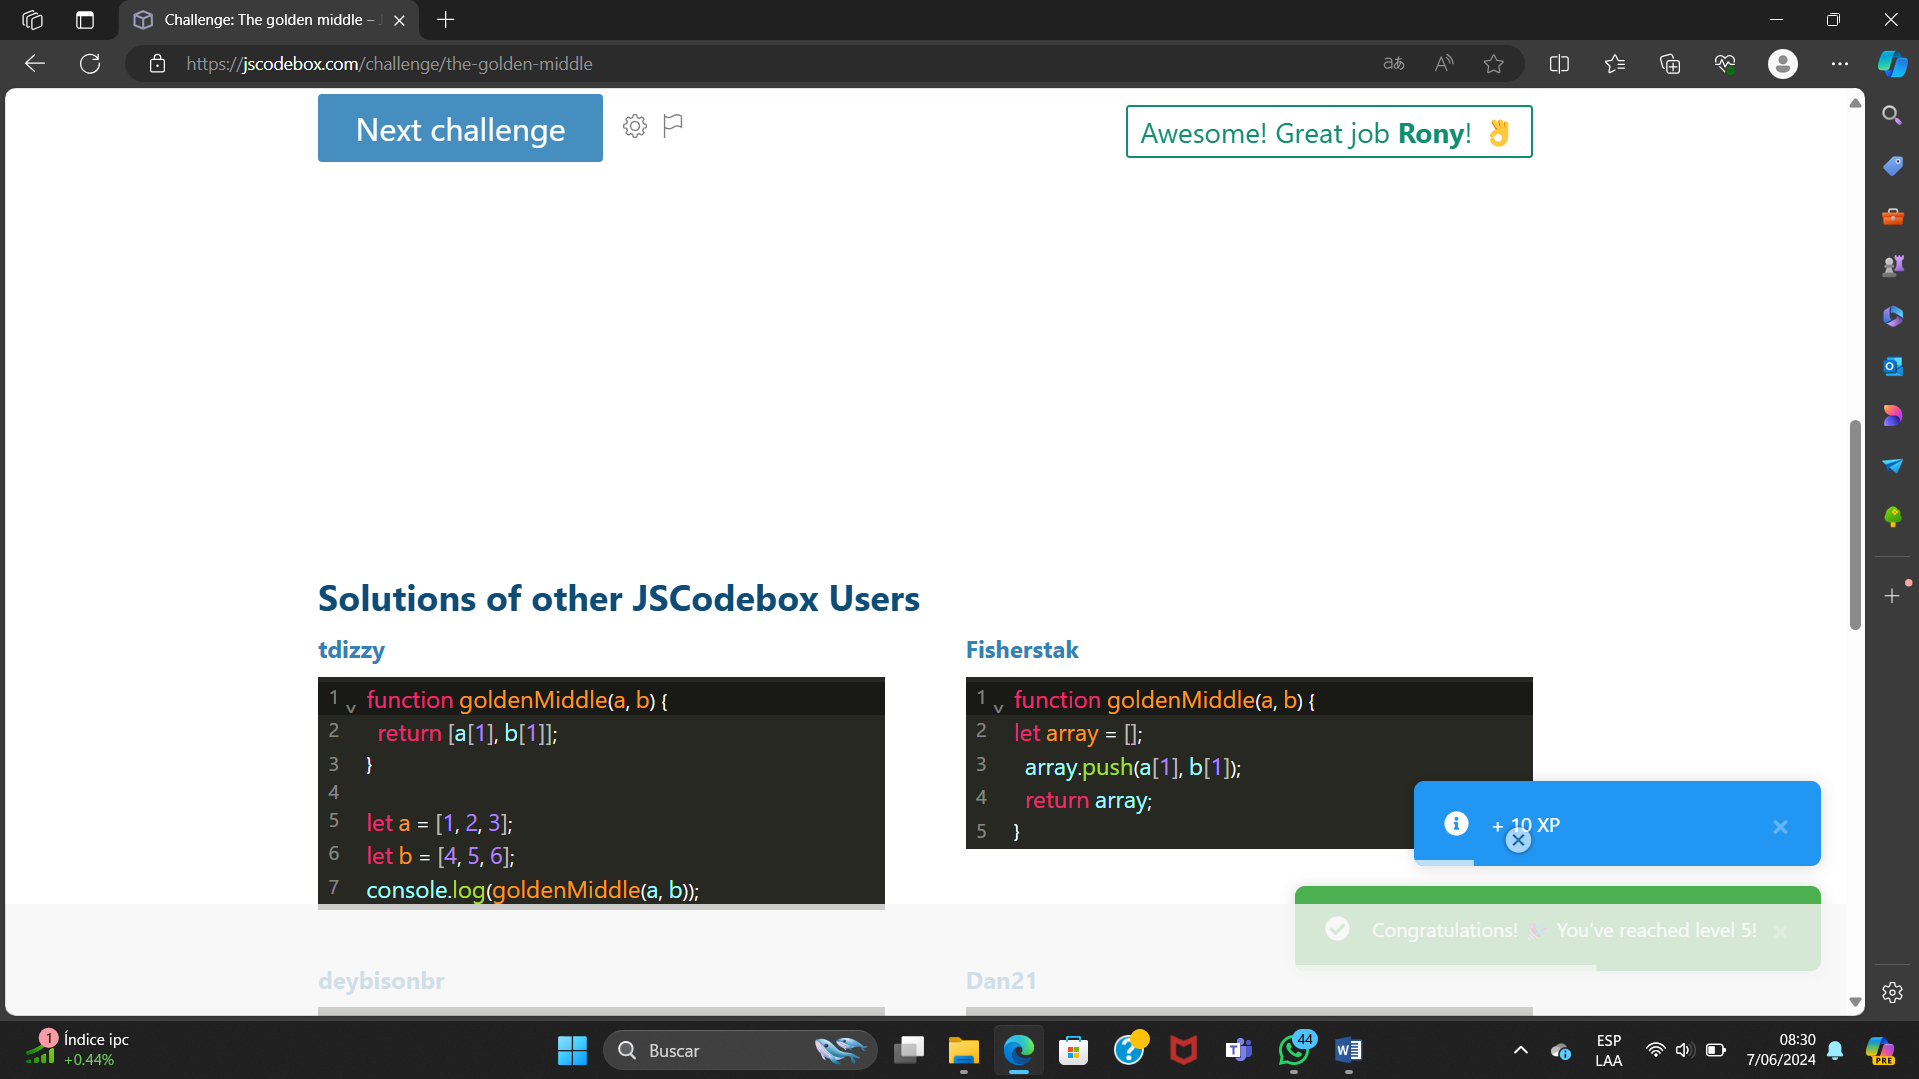 Challenge: The golden middle – J
https://jscodebox.com/challenge/the-golden-middle
aあ
A
Next challenge
Awesome! Great job Rony! 👌
Solutions of other JSCodebox Users
tdizzy
1 function goldenMiddle(a, b) {
2 return [a[1], b[1]];
3 }
4
5 let a = [1, 2, 3];
6 let b = [4, 5, 6];
7 console.log(goldenMiddle(a, b));
Fisherstak
1 function goldenMiddle(a, b) {
2 let array = [];
3 array.push(a[1], b[1]);
4 return array;
5 }
+ 10 XP
Congratulations! 🎉 You've reached level 5!
deybisonbr
Dan21
1
Índice ipc
+0.44%
Buscar
44
ESP
LAA
08:30
7/06/2024
PRE